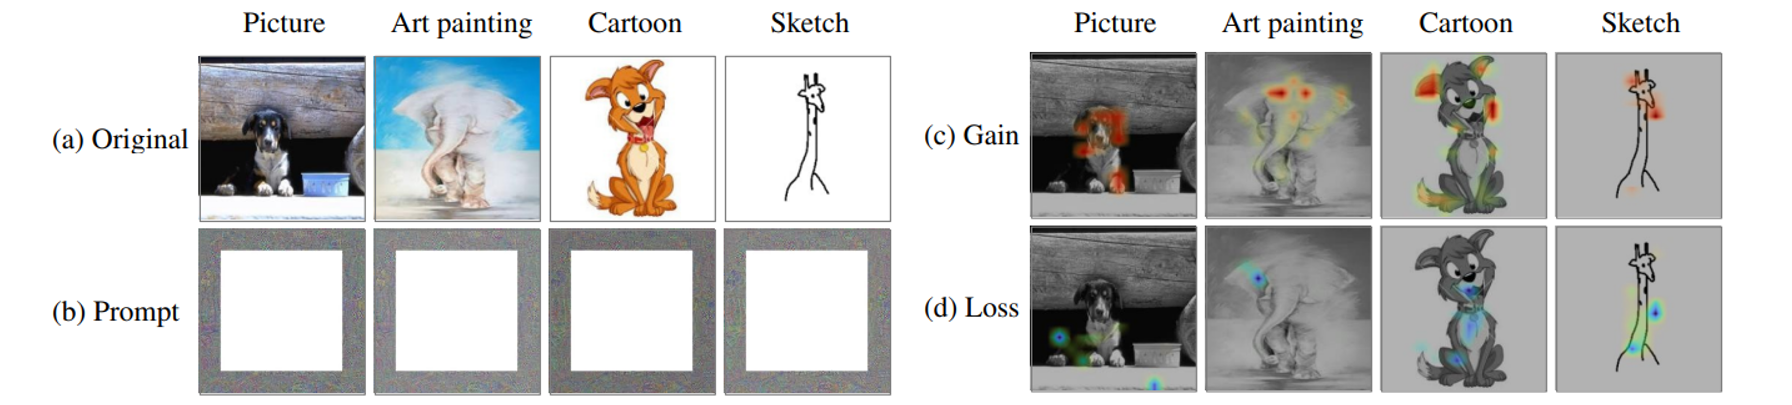 Picture Art painting Cartoon Sketch
(a) Original
(b) Prompt
Picture Art painting Cartoon Sketch
(c) Gain
(d) Loss